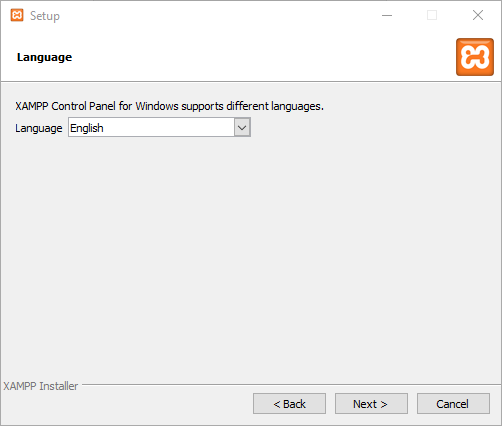 Setup
Language
XAMPP Control Panel for Windows supports different languages.
Language English
XAMPP Installer
< Back Next > Cancel